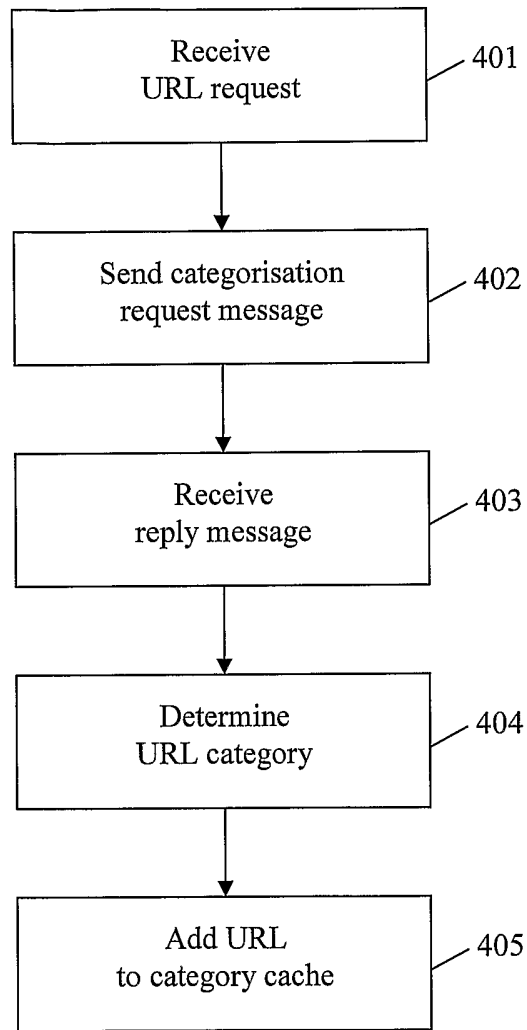 Receive
URL request
401
Send categorisation
request message
402
Receive
reply message
403
Determine
URL category
404
Add URL
to category cache
405